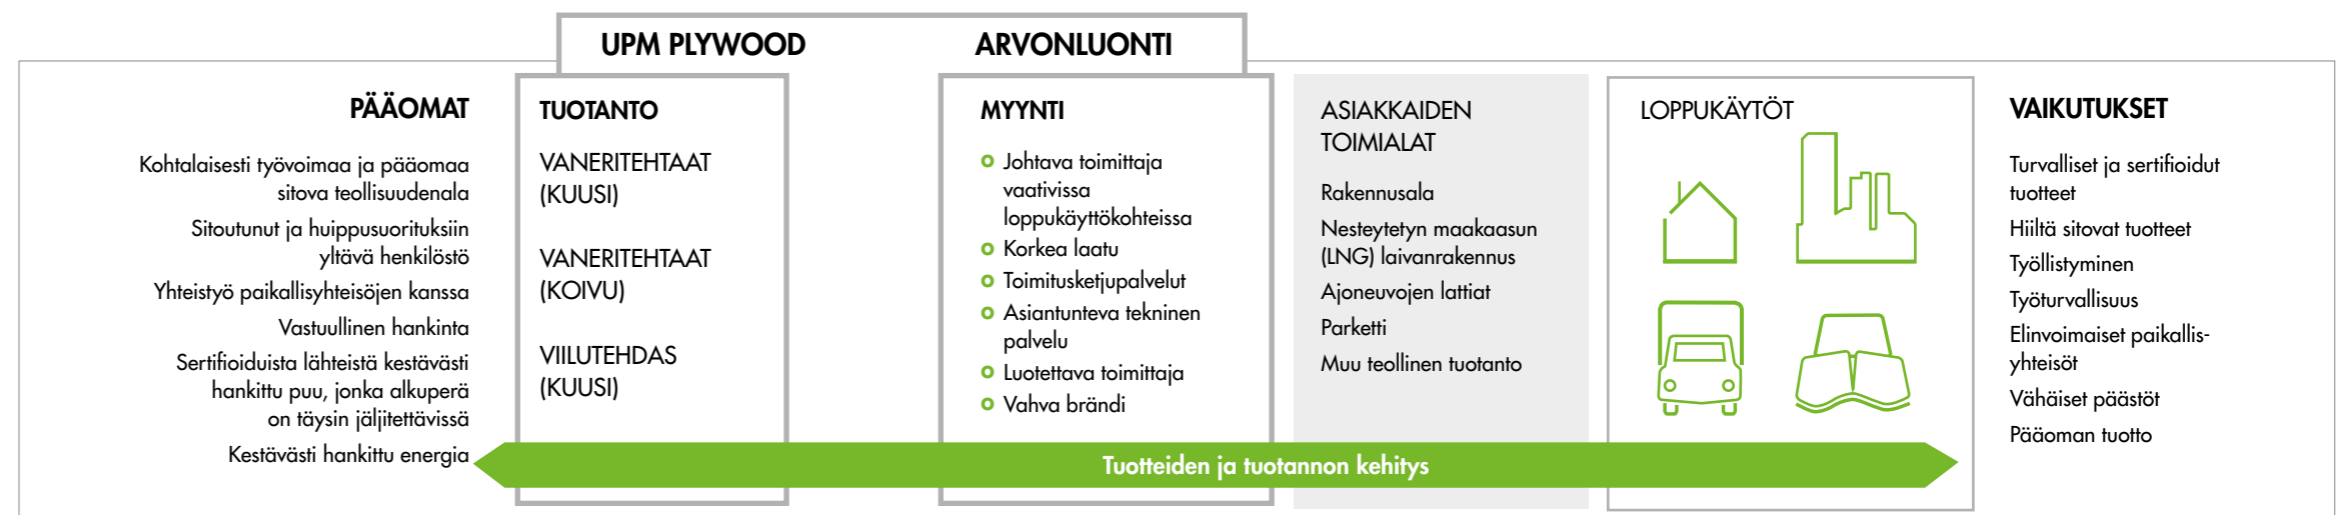 UPM PLYWOOD
ARVONLUONTI
PÄÄOMAT
Kohtalaisesti työvoimaa ja pääomaa
sitova teollisuudenala
Sitoutunut ja huippusuorituksiin
yltävä henkilöstö
Yhteistyö paikallisyhteisöjen kanssa
Vastuullinen hankinta
Sertifioiduista lähteistä kestävästi
hankittu puu, jonka alkuperä
on täysin jäljitettävissä
Kestävästi hankittu energia
TUOTANTO
VANERITEHTAAT
(KUUSI)
VANERITEHTAAT
(KOIVU)
VIILUTEHDAS
(KUUSI)
MYYNTI
Johtava toimittaja
vaativissa
loppukäyttökohteissa
Korkea laatu
Toimitusketjupalvelut
Asiantunteva tekninen
palvelu
Luotettava toimittaja
Vahva brändi
ASIAKKAIDEN
TOIMIALAT
Rakennusala
Nesteytetyn maakaasun
(LNG) laivanrakennus
Ajoneuvojen lattiat
Parketti
Muu teollinen tuotanto
LOPPUKÄYTÖT
VAIKUTUKSET
Turvalliset ja sertifioidut
tuotteet
Hiiltä sitovat tuotteet
Työllistyminen
Työturvallisuus
Elinvoimaiset paikallis-
yhteisöt
Vähäiset päästöt
Pääoman tuotto
Tuotteiden ja tuotannon kehitys